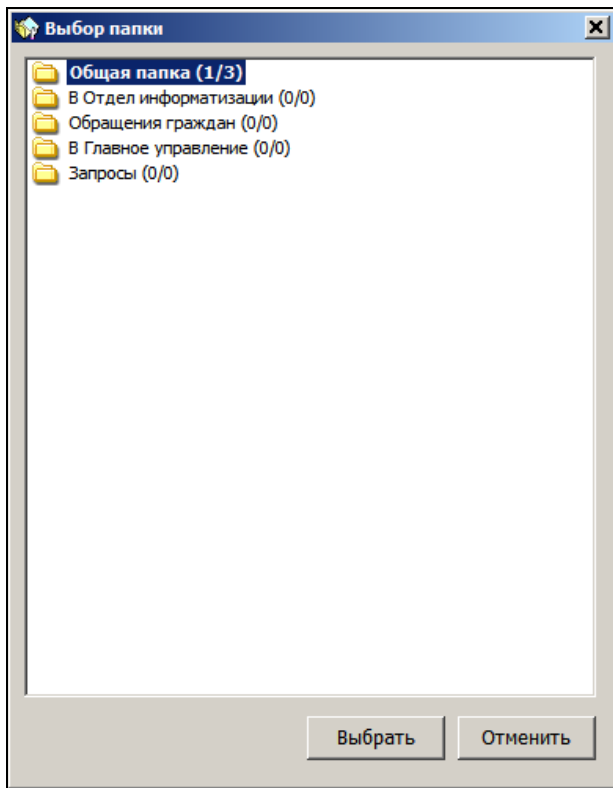 Выбор папки
Общая папка (1/3)
В Отдел информатизации (0/0)
Обращения граждан (0/0)
В Главное управление (0/0)
Запросы (0/0)
Выбрать
Отменить